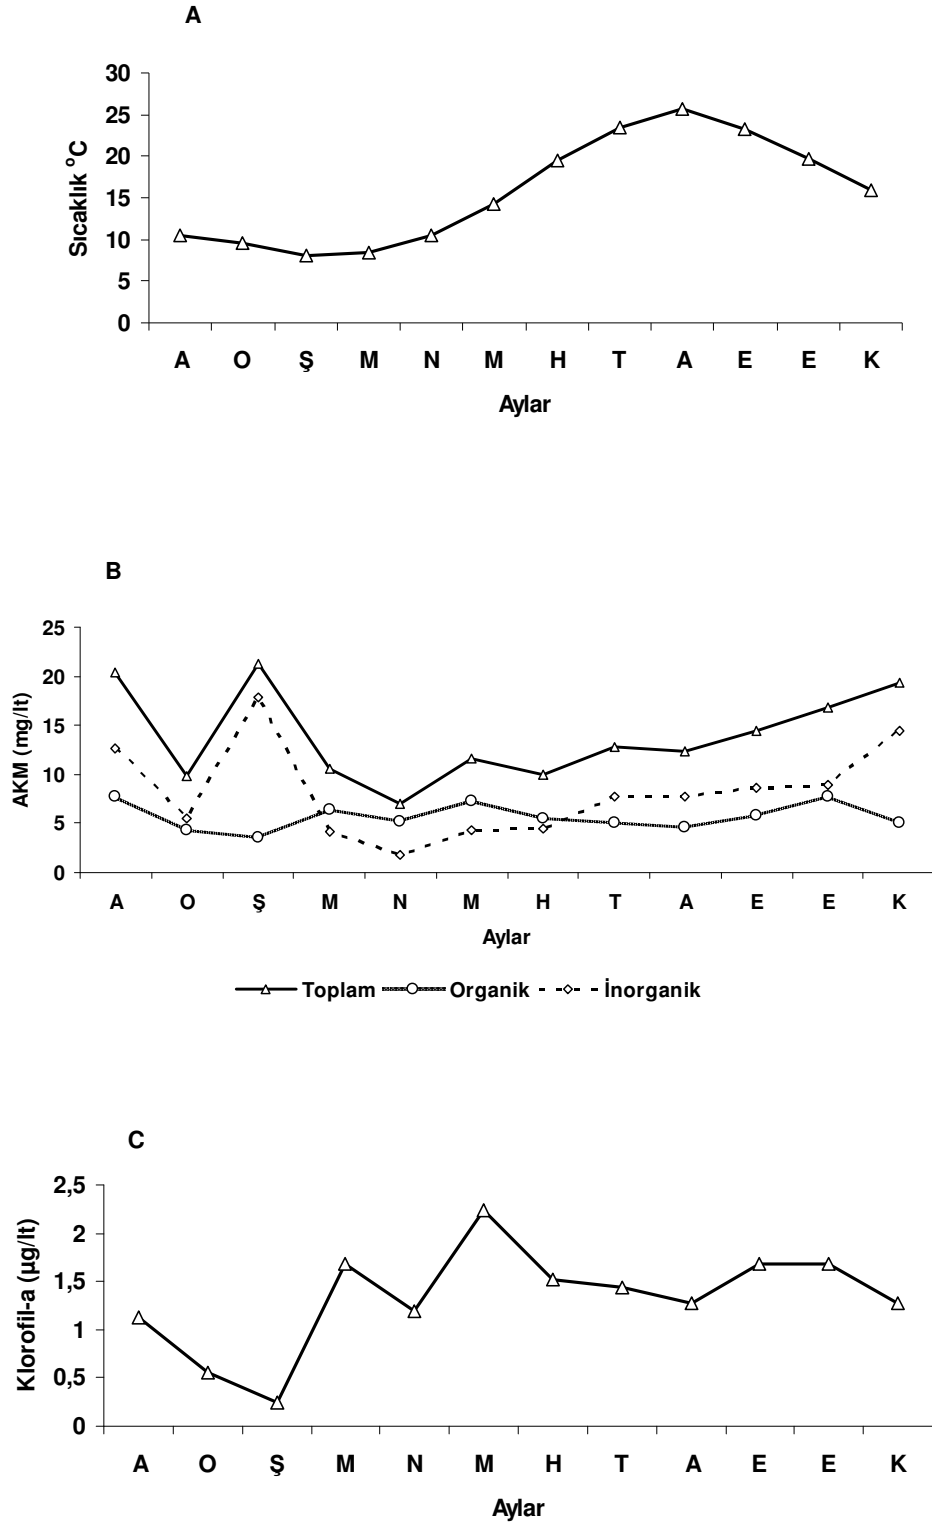 A
30
25
20
15
10
5
0
Sıcaklık °C
A O Ş M N M H T A E E K
Aylar
B
25
20
15
10
5
0
AKM (mg/lt)
A O Ş M N M H T A E E K
Aylar
Toplam Organik İnorganik
C
2,5
2
1,5
1
0,5
0
Klorofil-a (µg/lt)
A O Ş M N M H T A E E K
Aylar